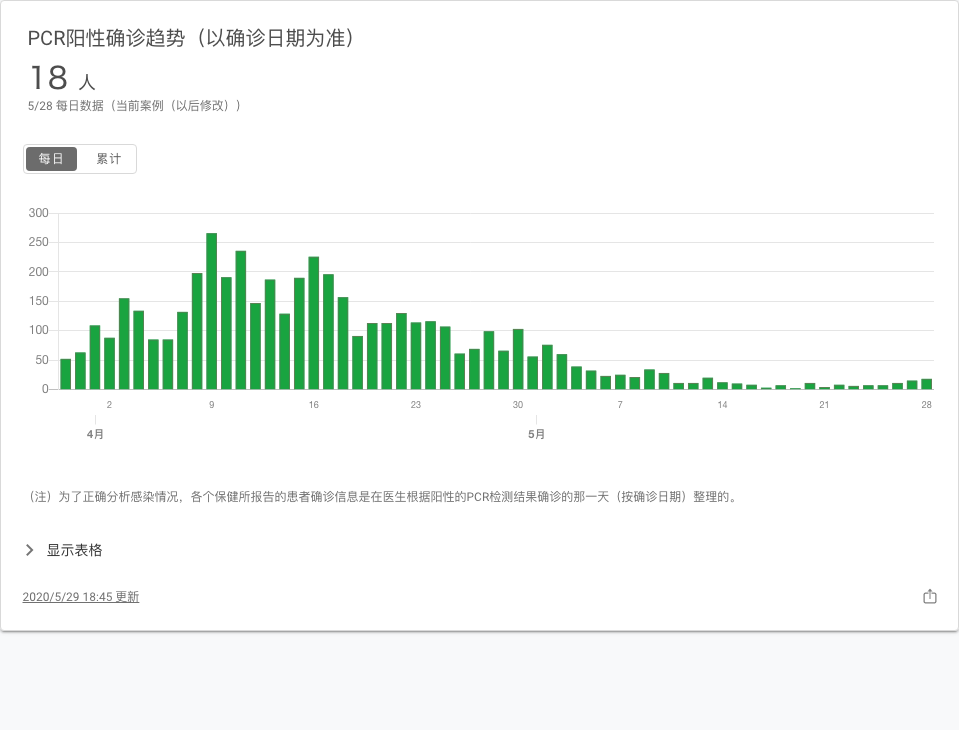 PCR阳性确诊趋势（以确诊日期为准）
18 人
5/28 每日数据（当前案例（以后修改））
每日 累计
300
250
200
150
100
50
0
2 9 16 23 30 7 14 21 28
4月 5月
（注）为了正确分析感染情况，各个保健所报告的患者确诊信息是在医生根据阳性的PCR检测结果确诊的那一天（按确诊日期）整理的。
显示表格
2020/5/29 18:45 更新